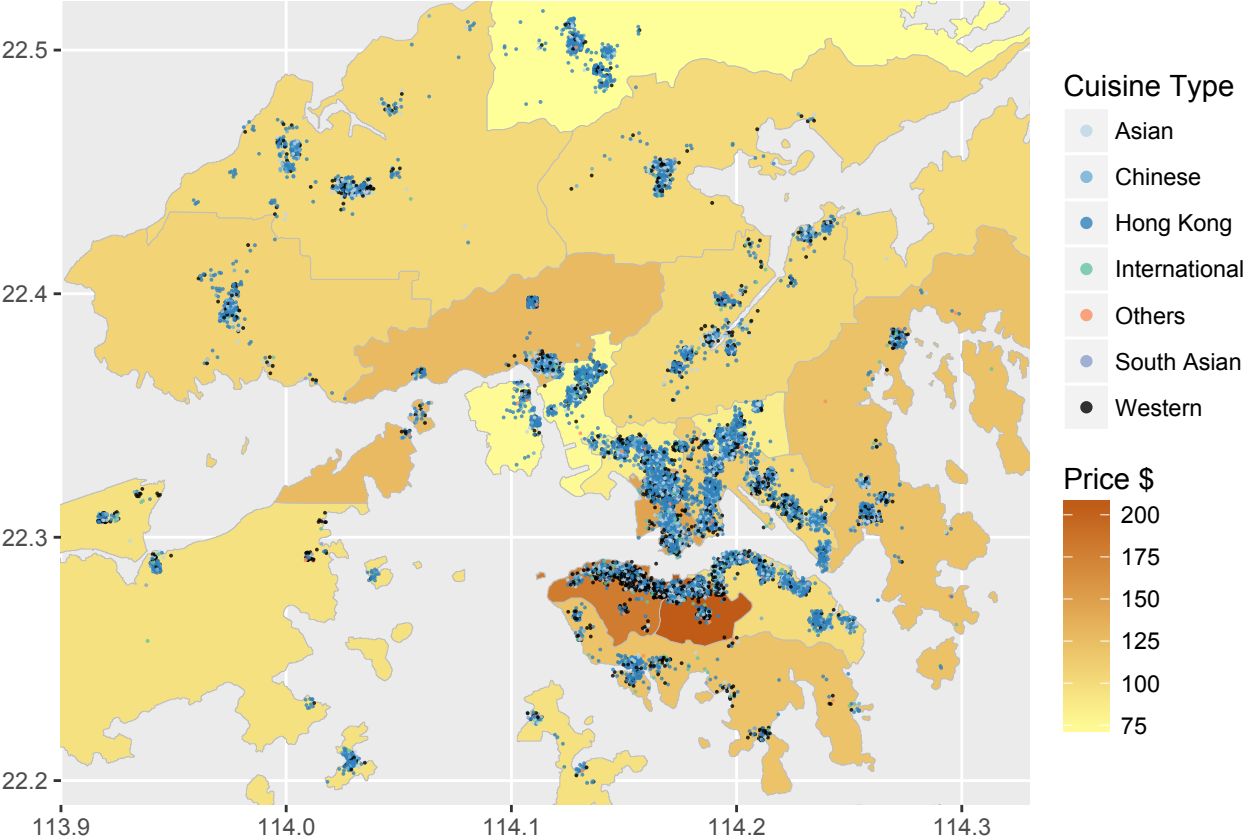 22.5
22.4
22.3
22.2
113.9
114.0
114.1
114.2
114.3
Cuisine Type
Asian
Chinese
Hong Kong
International
Others
South Asian
Western
Price $
200
175
150
125
100
75